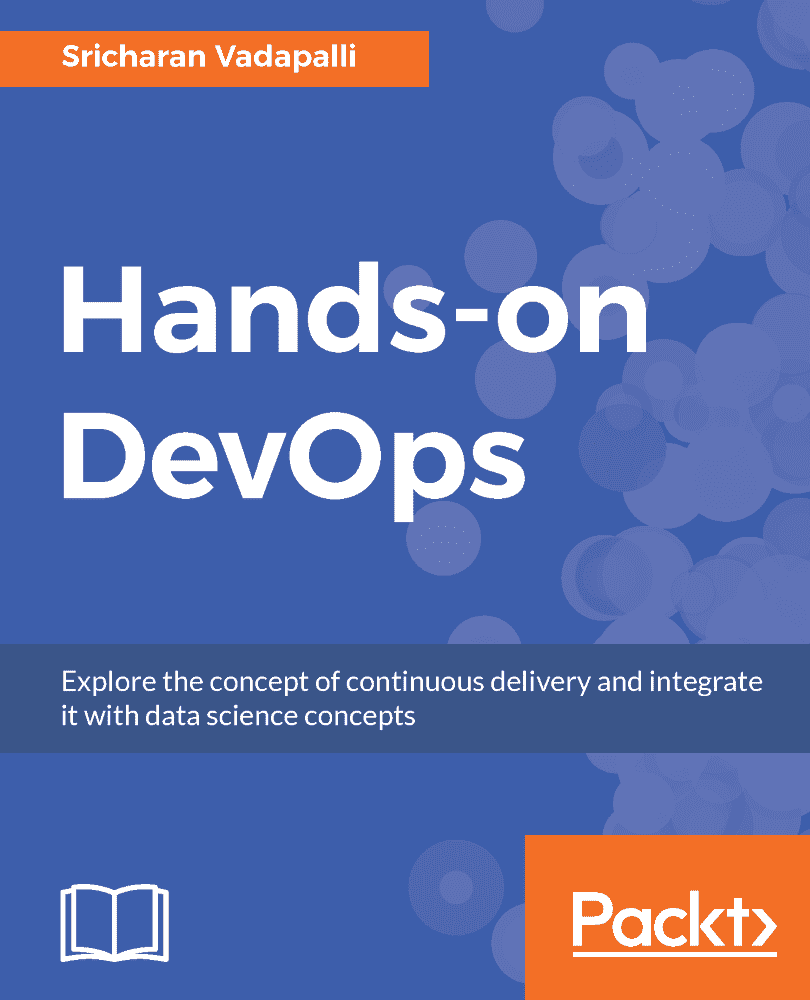 Sricharan Vadapalli
Hands-on
DevOps
Explore the concept of continuous delivery and integrate
it with data science concepts
Packt>